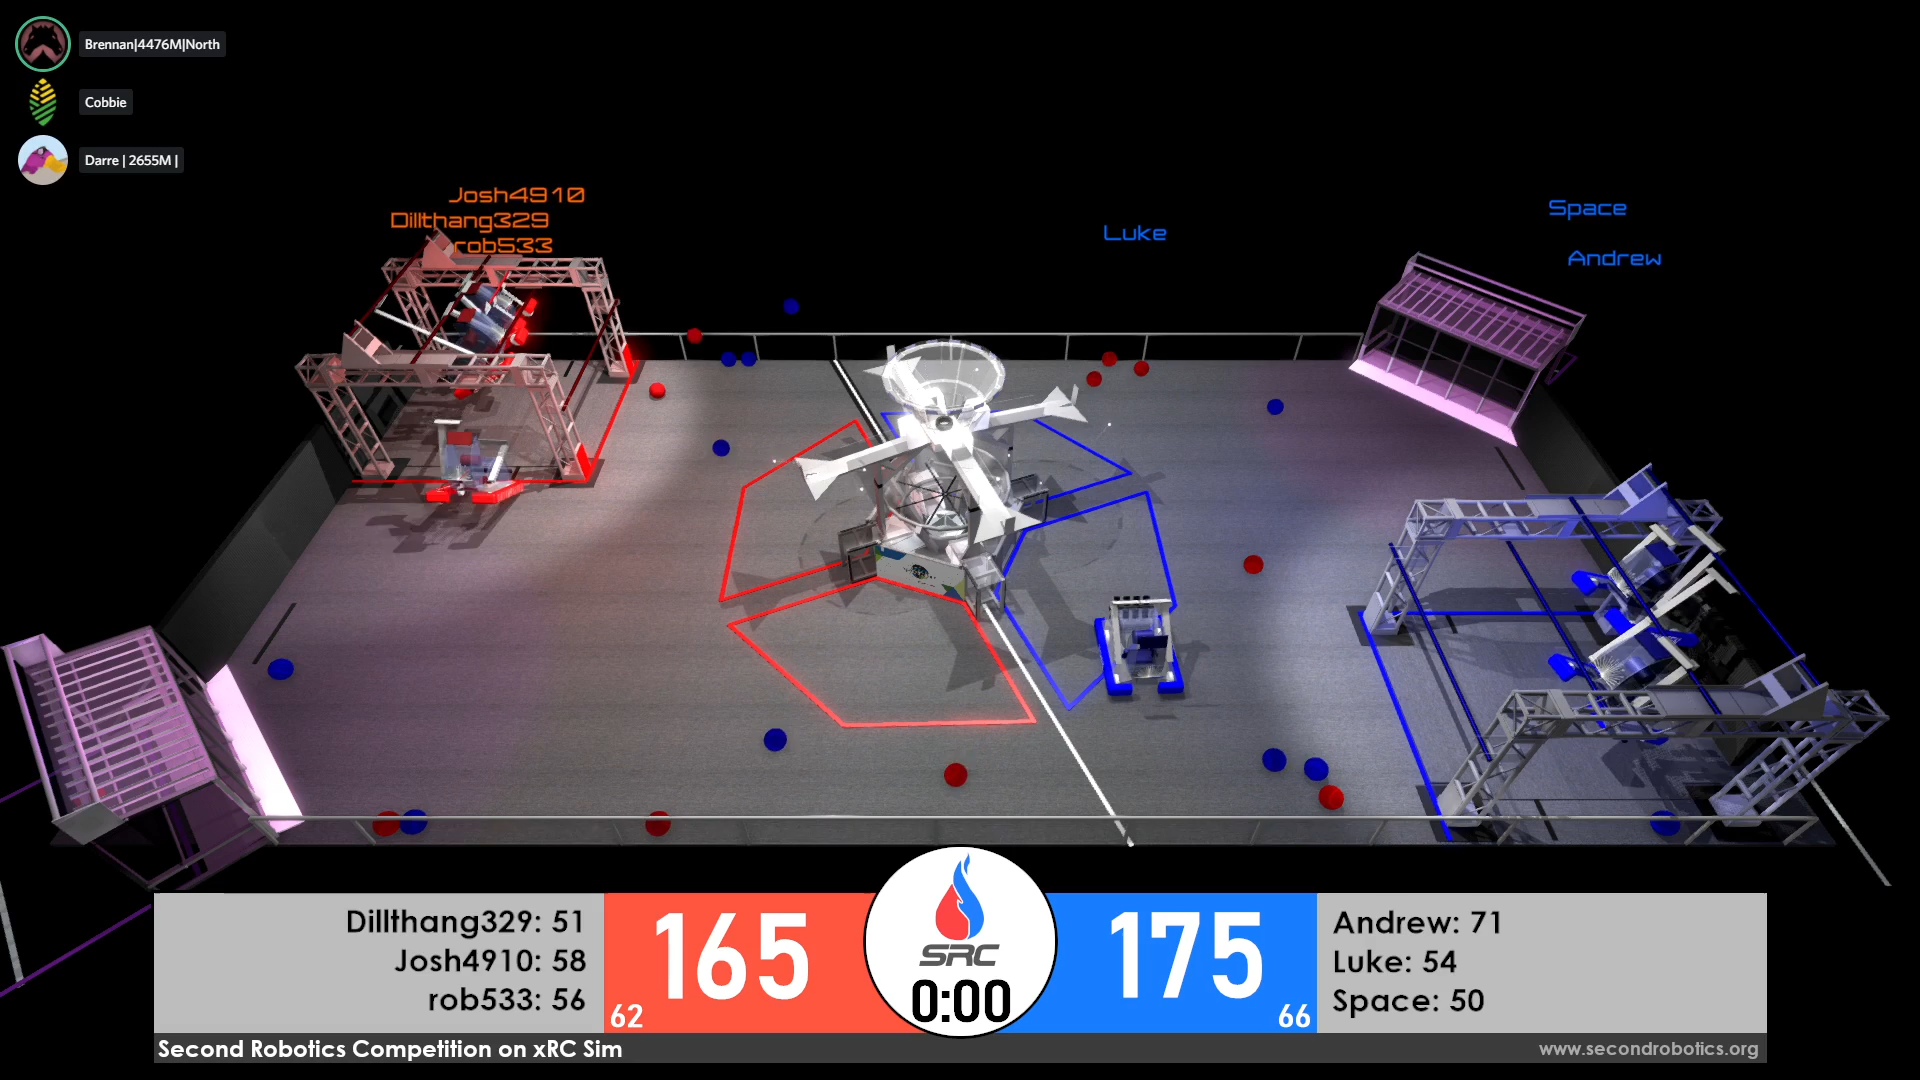 Brennan|4476M|North
Cobbie
Darre | 2655M |
Josh4910
Dillthang329
rob533
Luke
Space
Andrew
Dillthang329: 51
Josh4910: 58
rob533: 56
165
62
SRC
0:00
175
66
Andrew: 71
Luke: 54
Space: 50
Second Robotics Competition on xRC Sim
www.secondrobotics.org